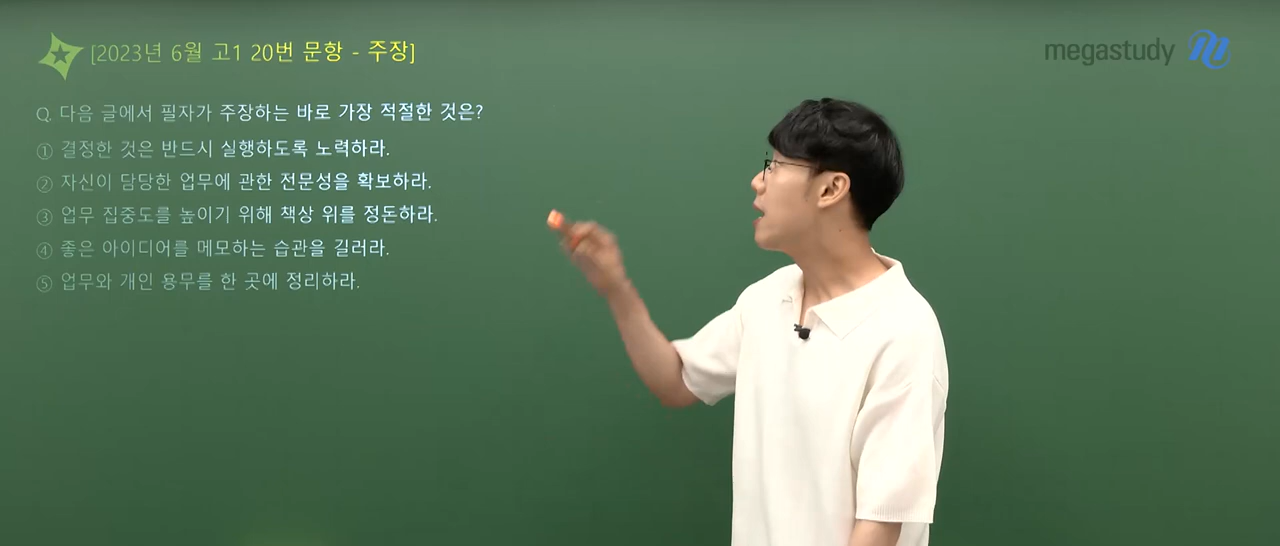 [2023년 6월 고1 20번 문항 - 주장]
megastudy
Q. 다음 글에서 필자가 주장하는 바로 가장 적절한 것은?
① 결정한 것은 반드시 실행하도록 노력하라.
② 자신이 담당한 업무에 관한 전문성을 확보하라.
③ 업무 집중도를 높이기 위해 책상 위를 정돈하라.
④ 좋은 아이디어를 메모하는 습관을 길러라.
⑤ 업무와 개인 용무를 한 곳에 정리하라.